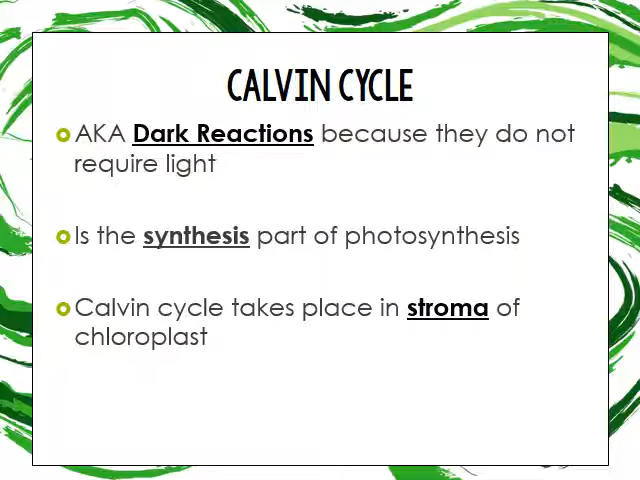 CALVIN CYCLE
AKA Dark Reactions because they do not
require light
Is the synthesis part of photosynthesis
Calvin cycle takes place in stroma of
chloroplast